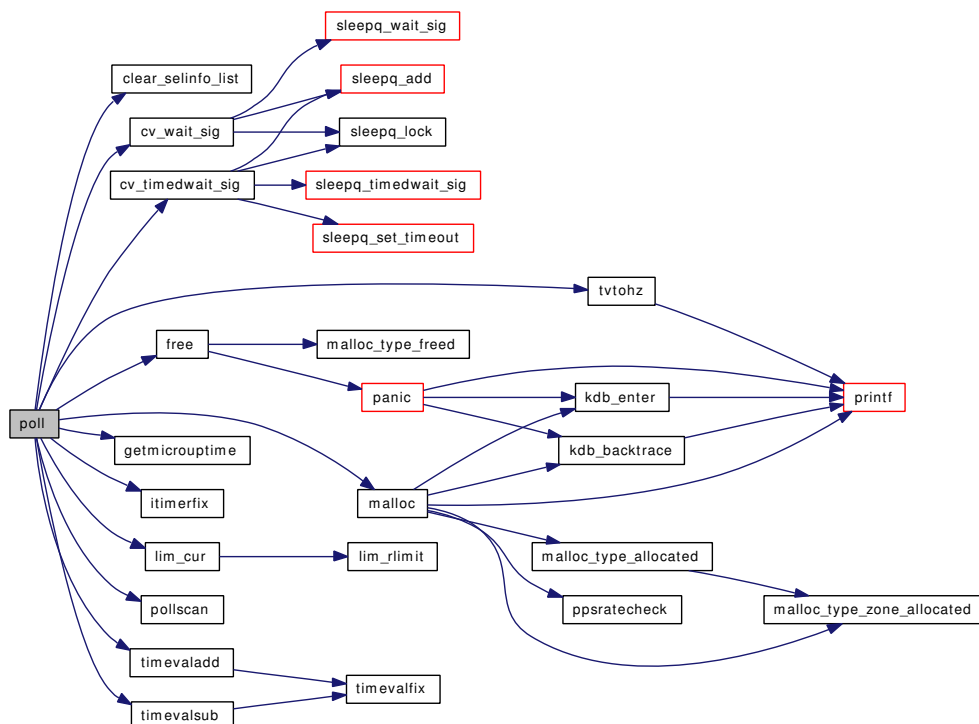 sleepq_wait_sig
clear_selinfo_list
sleepq_add
cv_wait_sig
sleepq_lock
cv_timedwait_sig
sleepq_timedwait_sig
sleepq_set_timeout
tvtohz
free
malloc_type_freed
panic
kdb_enter
printf
poll
getmicrouptime
kdb_backtrace
itimerfix
malloc
lim_cur
lim_rlimit
malloc_type_allocated
pollscan
ppsratecheck
malloc_type_zone_allocated
timevaladd
timevalfix
timevalsub